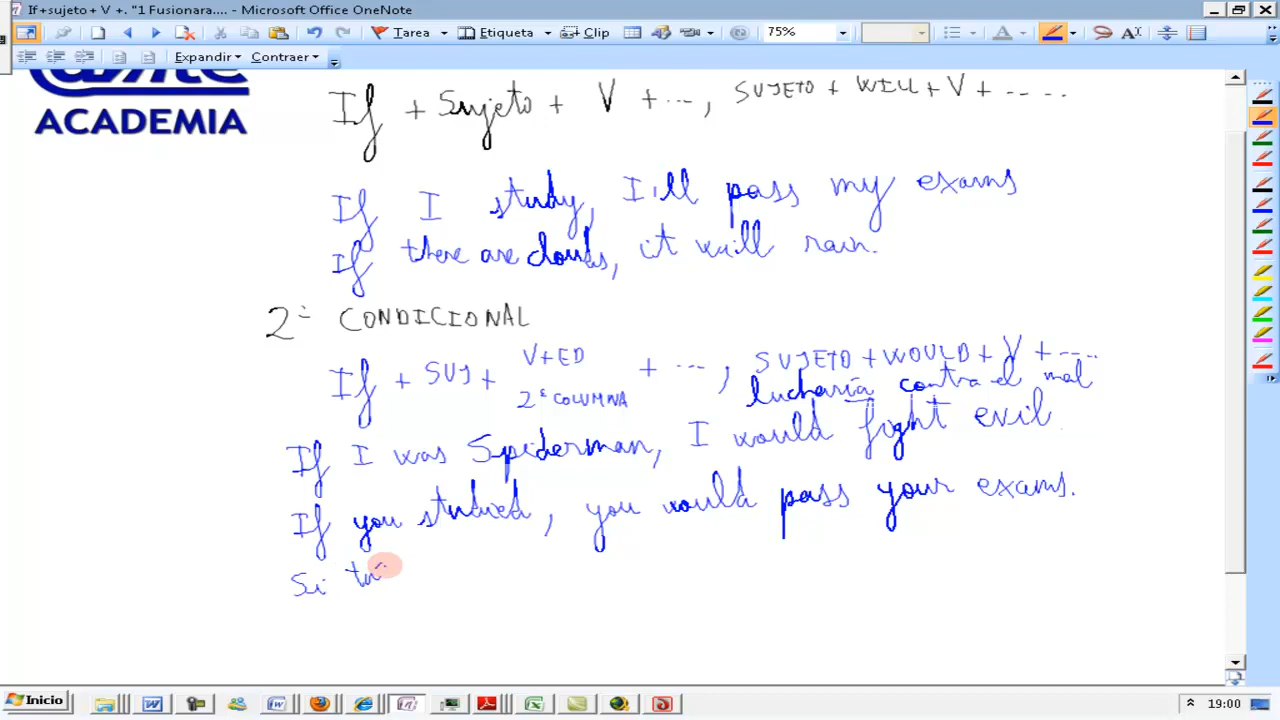 If+sujeto+ V +. "1 Fusionara.... - Microsoft Office OneNote
Tarea Etiqueta Clip 75%
Expandir Contraer
ACADEMIA
If + Sujeto + V + ..., SUJETO + WILL + V + .....
If I study, I'll pass my exams
If there are clouds, it will rain.
2º CONDICIONAL
V+ED
If + SUJ + + ..., SUJETO + WOULD + V + ....
2ª COLUMNA
lucharía contra el mal
If I was Spiderman, I would fight evil.
If you studied, you would pass your exams.
Si tú
Inicio 19:00